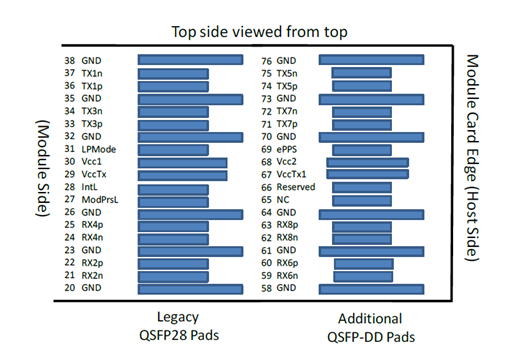 Top side viewed from top
(Module Side)
38 GND
37 TX1n
36 TX1p
35 GND
34 TX3n
33 TX3p
32 GND
31 LPMode
30 Vcc1
29 VccTx
28 IntL
27 ModPrsL
26 GND
25 RX4p
24 RX4n
23 GND
22 RX2p
21 RX2n
20 GND
76 GND
75 TX5n
74 TX5p
73 GND
72 TX7n
71 TX7p
70 GND
69 ePPS
68 Vcc2
67 VccTx1
66 Reserved
65 NC
64 GND
63 RX8p
62 RX8n
61 GND
60 RX6p
59 RX6n
58 GND
Module Card Edge (Host Side)
Legacy
QSFP28 Pads
Additional
QSFP-DD Pads